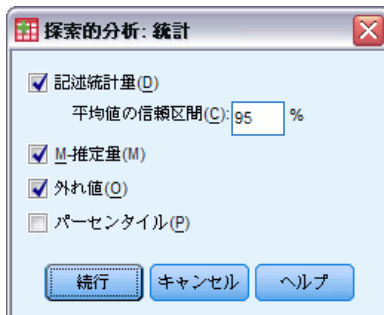 探索的分析: 統計
記述統計量(D)
平均値の信頼区間(C): 95 %
M-推定量(M)
外れ値(O)
パーセンタイル(P)
続行 キャンセル ヘルプ